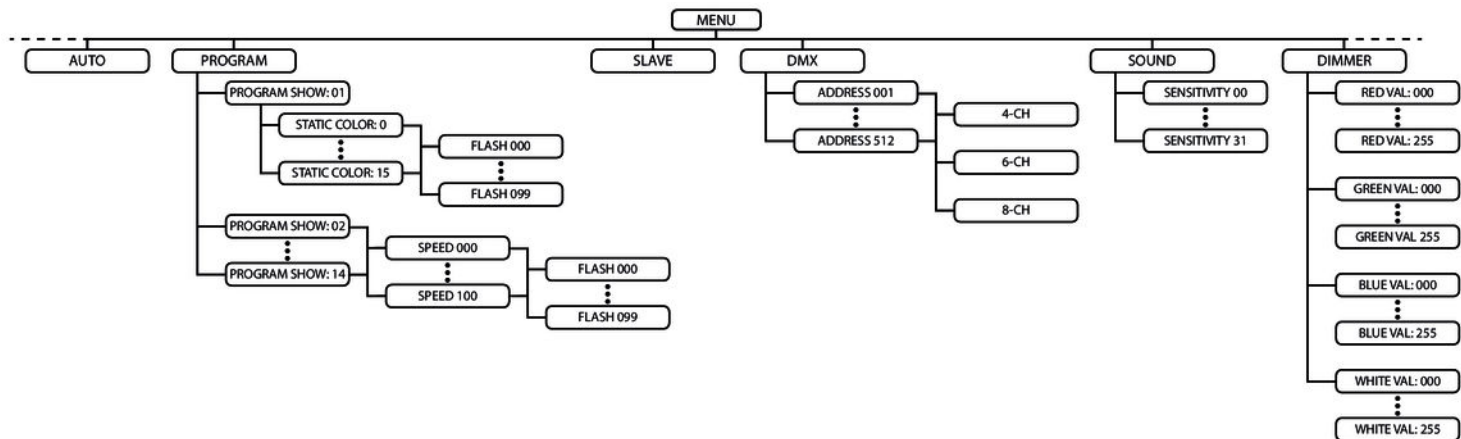 MENU
AUTO
PROGRAM
SLAVE
DMX
SOUND
DIMMER
PROGRAM SHOW: 01
STATIC COLOR: 0
STATIC COLOR: 15
FLASH 000
FLASH 099
PROGRAM SHOW: 02
PROGRAM SHOW: 14
SPEED 000
SPEED 100
FLASH 000
FLASH 099
ADDRESS 001
ADDRESS 512
4-CH
6-CH
8-CH
SENSITIVITY 00
SENSITIVITY 31
RED VAL: 000
RED VAL: 255
GREEN VAL: 000
GREEN VAL 255
BLUE VAL: 000
BLUE VAL: 255
WHITE VAL: 000
WHITE VAL: 255